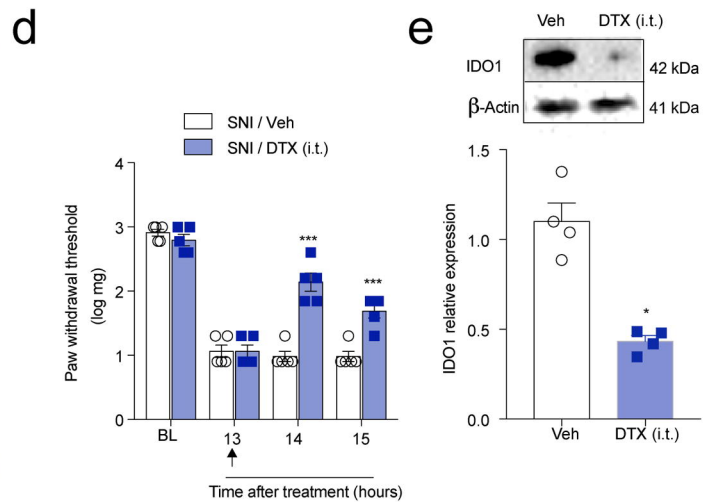 d
SNI / Veh
SNI / DTX (i.t.)
Paw withdrawal threshold
(log mg)
4
3
2
1
0
***
***
BL
13
14
15
Time after treatment (hours)
e
Veh
DTX (i.t.)
IDO1
42 kDa
β-Actin
41 kDa
IDO1 relative expression
1.5
1.0
0.5
0.0
*
Veh
DTX (i.t.)